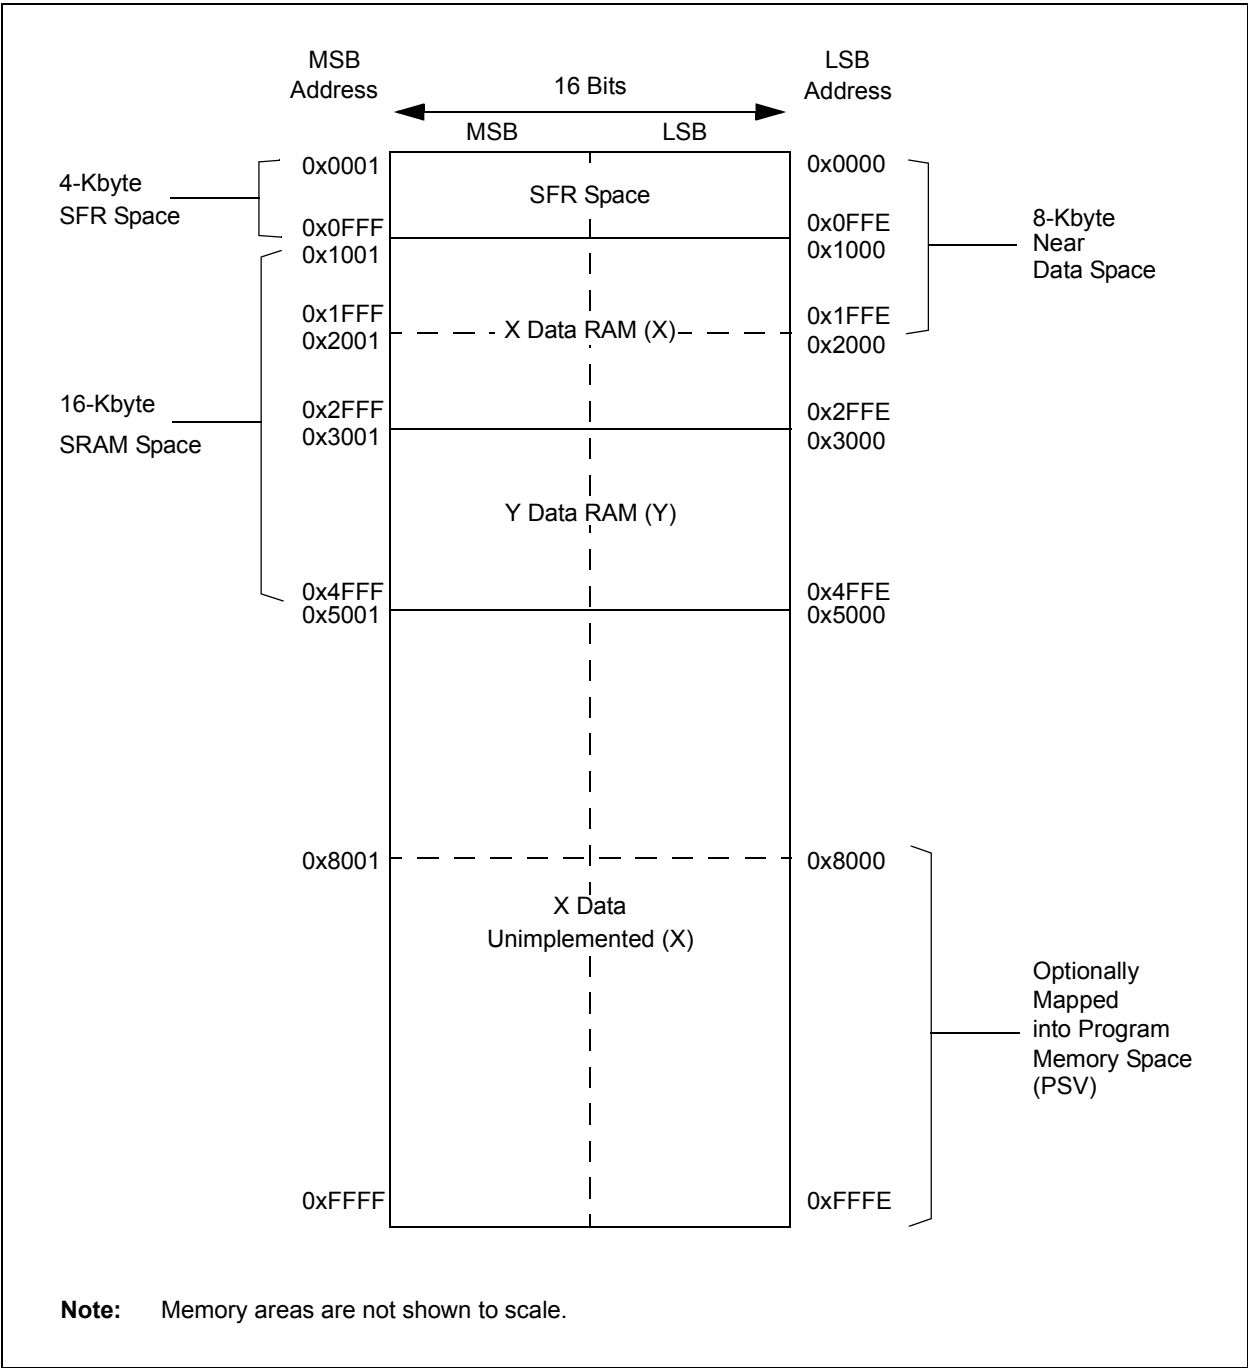 MSB
Address
LSB
Address
16 Bits
MSB
LSB
4-Kbyte
SFR Space
0x0001
0x0000
SFR Space
0x0FFF
0x0FFE
0x1001
0x1000
8-Kbyte
Near
Data Space
0x1FFF
0x1FFE
X Data RAM (X)
0x2001
0x2000
16-Kbyte
SRAM Space
0x2FFF
0x2FFE
0x3001
0x3000
Y Data RAM (Y)
0x4FFF
0x4FFE
0x5001
0x5000
0x8001
0x8000
X Data
Unimplemented (X)
Optionally
Mapped
into Program
Memory Space
(PSV)
0xFFFF
0xFFFE
Note: Memory areas are not shown to scale.